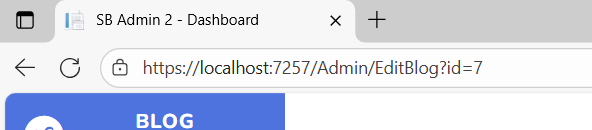 SB Admin 2 - Dashboard
https://localhost:7257/Admin/EditBlog?id=7
BLOG